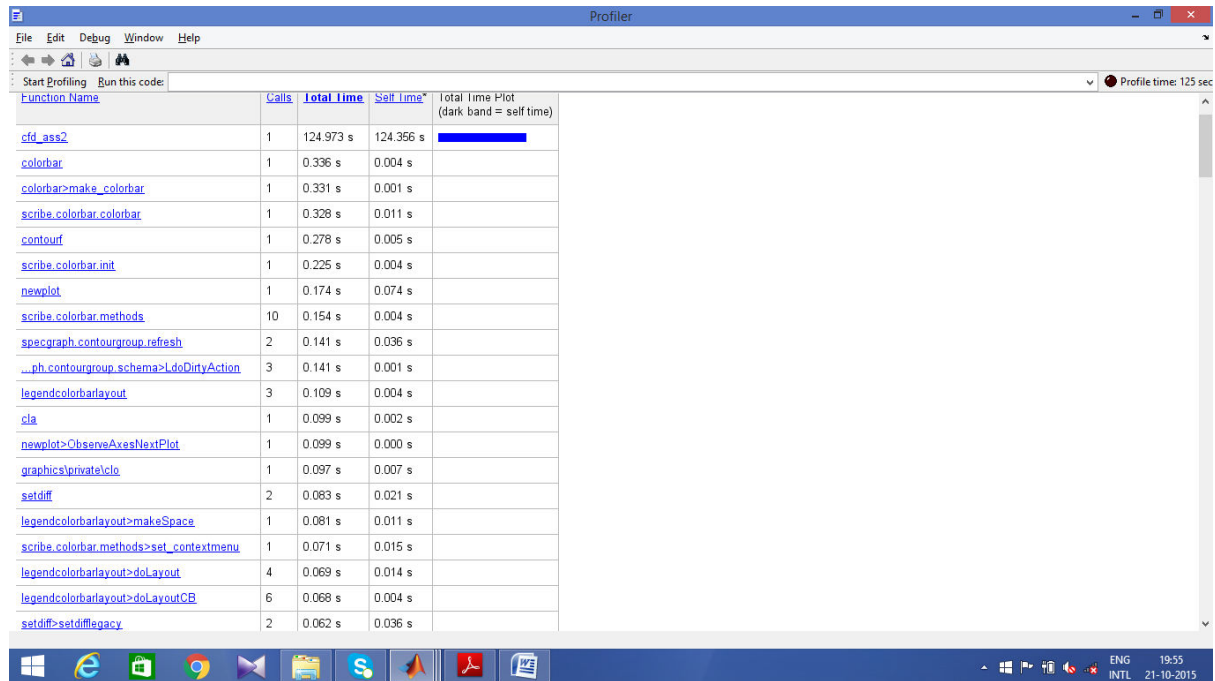 Profiler
File Edit Debug Window Help
Start Profiling Run this code: Profile time: 125 sec
Function Name Calls Total Time Self Time* Total Time Plot
(dark band = self time)
cfd_ass2 1 124.973 s 124.356 s
colorbar 1 0.336 s 0.004 s
colorbar>make_colorbar 1 0.331 s 0.001 s
scribe.colorbar.colorbar 1 0.328 s 0.011 s
contourf 1 0.278 s 0.005 s
scribe.colorbar.init 1 0.225 s 0.004 s
newplot 1 0.174 s 0.074 s
scribe.colorbar.methods 10 0.154 s 0.004 s
specgraph.contourgroup.refresh 2 0.141 s 0.036 s
...ph.contourgroup.schema>LdoDirtyAction 3 0.141 s 0.001 s
legendcolorbarlayout 3 0.109 s 0.004 s
cla 1 0.099 s 0.002 s
newplot>ObserveAxesNextPlot 1 0.099 s 0.000 s
graphics\private\clo 1 0.097 s 0.007 s
setdiff 2 0.083 s 0.021 s
legendcolorbarlayout>makeSpace 1 0.081 s 0.011 s
scribe.colorbar.methods>set_contextmenu 1 0.071 s 0.015 s
legendcolorbarlayout>doLayout 4 0.069 s 0.014 s
legendcolorbarlayout>doLayoutCB 6 0.068 s 0.004 s
setdiff>setdifflegacy 2 0.062 s 0.036 s
ENG 19:55
INTL 21-10-2015